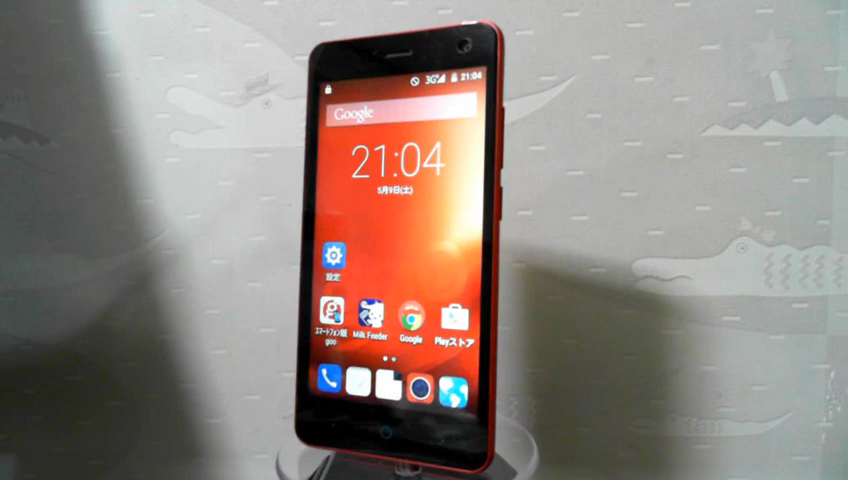 3G 21:04
Google
21:04
5月9日(土)
設定
スマートフォン版
goo
Milk Feeder
Google
Playストア